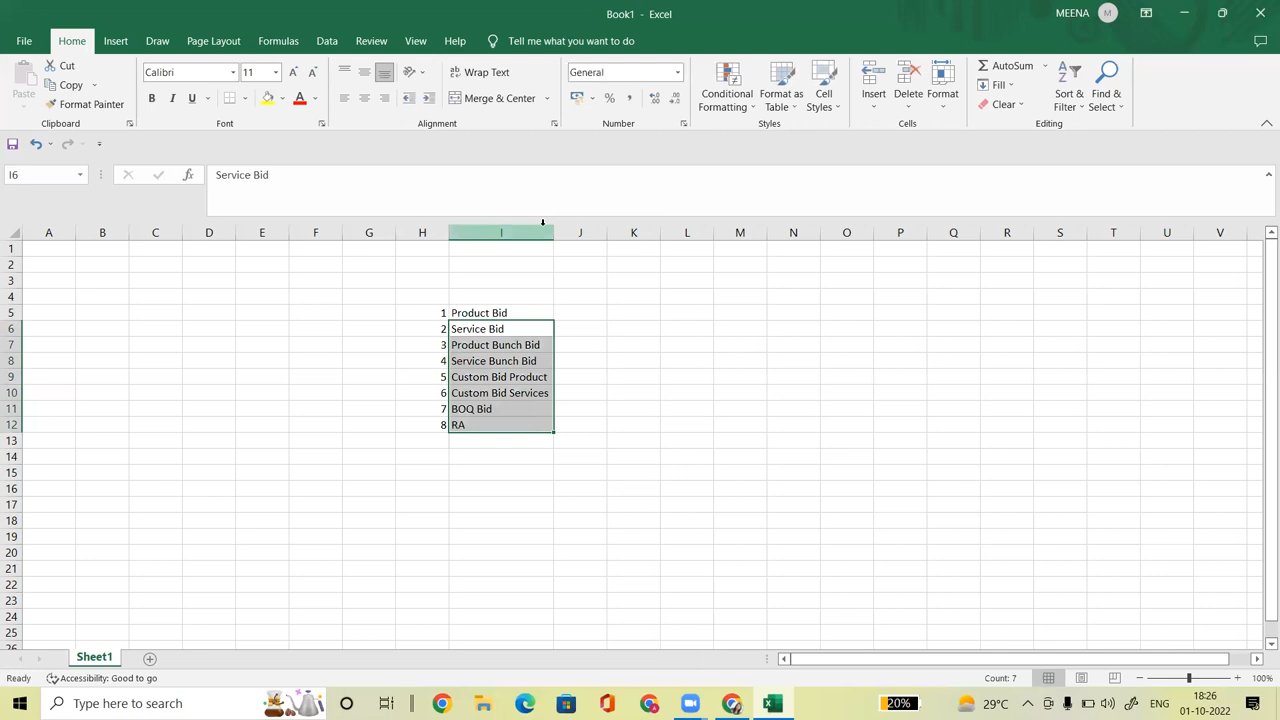 Book1 - Excel
MEENA M
File Home Insert Draw Page Layout Formulas Data Review View Help Tell me what you want to do
Paste
Cut
Copy
Format Painter
Calibri 11
B I U
Wrap Text
Merge & Center
General
Conditional Formatting
Format as Table
Cell Styles
Insert
Delete
Format
AutoSum
Fill
Clear
Sort & Filter
Find & Select
Clipboard Font Alignment Number Styles Cells Editing
I6 fx Service Bid
A B C D E F G H I J K L M N O P Q R S T U V
1
2
3
4
5 1 Product Bid
6 2 Service Bid
7 3 Product Bunch Bid
8 4 Service Bunch Bid
9 5 Custom Bid Product
10 6 Custom Bid Services
11 7 BOQ Bid
12 8 RA
13
14
15
16
17
18
19
20
21
22
23
24
25
26
Sheet1
Ready Accessibility: Good to go Count: 7 100%
Type here to search 20% 29°C ENG 18:26
01-10-2022